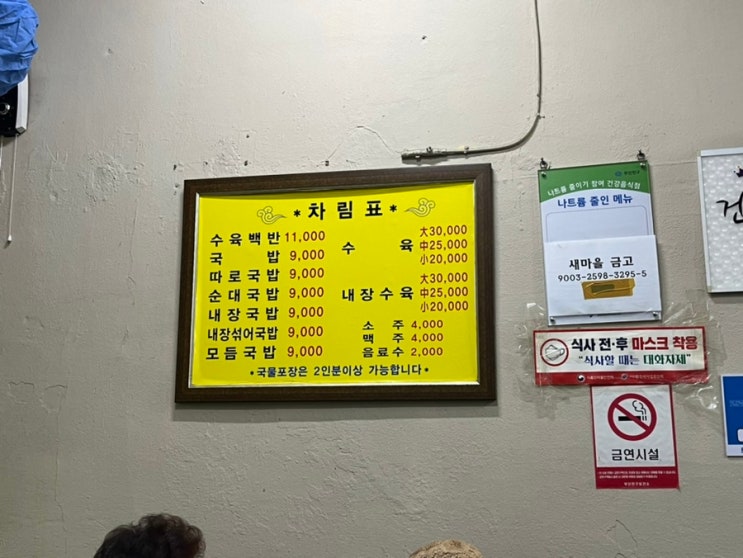 *차림표*
수육백반 11,000
국밥 9,000
따로국밥 9,000
순대국밥 9,000
내장국밥 9,000
내장섞어국밥 9,000
모듬국밥 9,000
수육 大30,000
中25,000
小20,000
내장수육 大30,000
中25,000
小20,000
소주 4,000
맥주 4,000
음료수 2,000
•국물포장은 2인분이상 가능합니다•
나트륨 줄이기 참여 건강음식점
나트륨 줄인 메뉴
새마을 금고
9003-2598-3295-5
식사 전·후 마스크 착용
"식사할 때는 대화자제"
금연시설
건